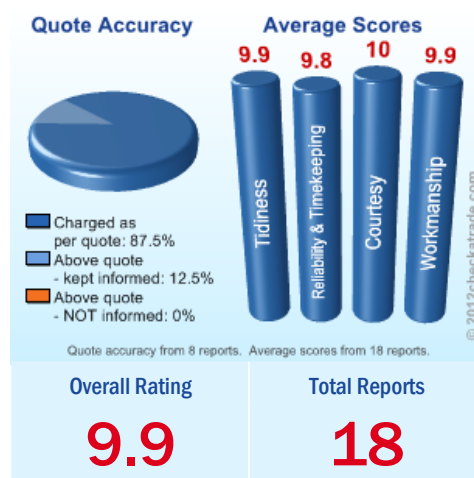 Quote Accuracy
Average Scores
9.9
9.8
10
9.9
Tidiness
Reliability & Timekeeping
Courtesy
Workmanship
Charged as
per quote: 87.5%
Above quote
- kept informed: 12.5%
Above quote
- NOT informed: 0%
© 2012checkatrade.com
Quote accuracy from 8 reports. Average scores from 18 reports.
Overall Rating
Total Reports
9.9
18